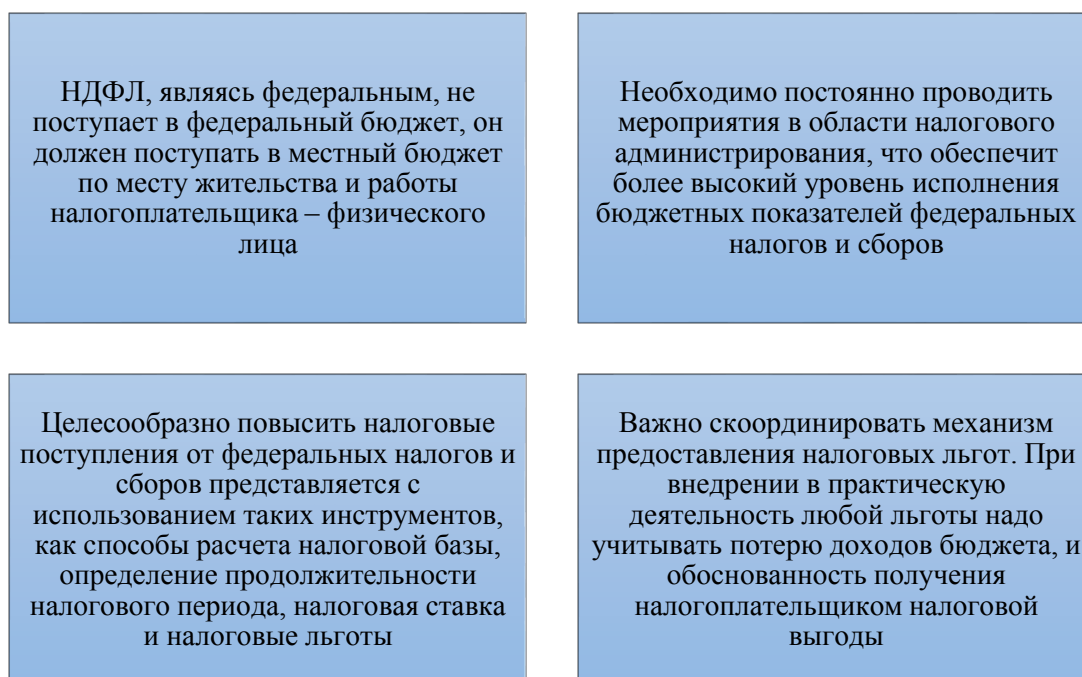 НДФЛ, являясь федеральным, не
поступает в федеральный бюджет, он
должен поступать в местный бюджет
по месту жительства и работы
налогоплательщика – физического
лица
Необходимо постоянно проводить
мероприятия в области налогового
администрирования, что обеспечит
более высокий уровень исполнения
бюджетных показателей федеральных
налогов и сборов
Целесообразно повысить налоговые
поступления от федеральных налогов и
сборов представляется с
использованием таких инструментов,
как способы расчета налоговой базы,
определение продолжительности
налогового периода, налоговая ставка
и налоговые льготы
Важно скоординировать механизм
предоставления налоговых льгот. При
внедрении в практическую
деятельность любой льготы надо
учитывать потерю доходов бюджета, и
обоснованность получения
налогоплательщиком налоговой
выгоды